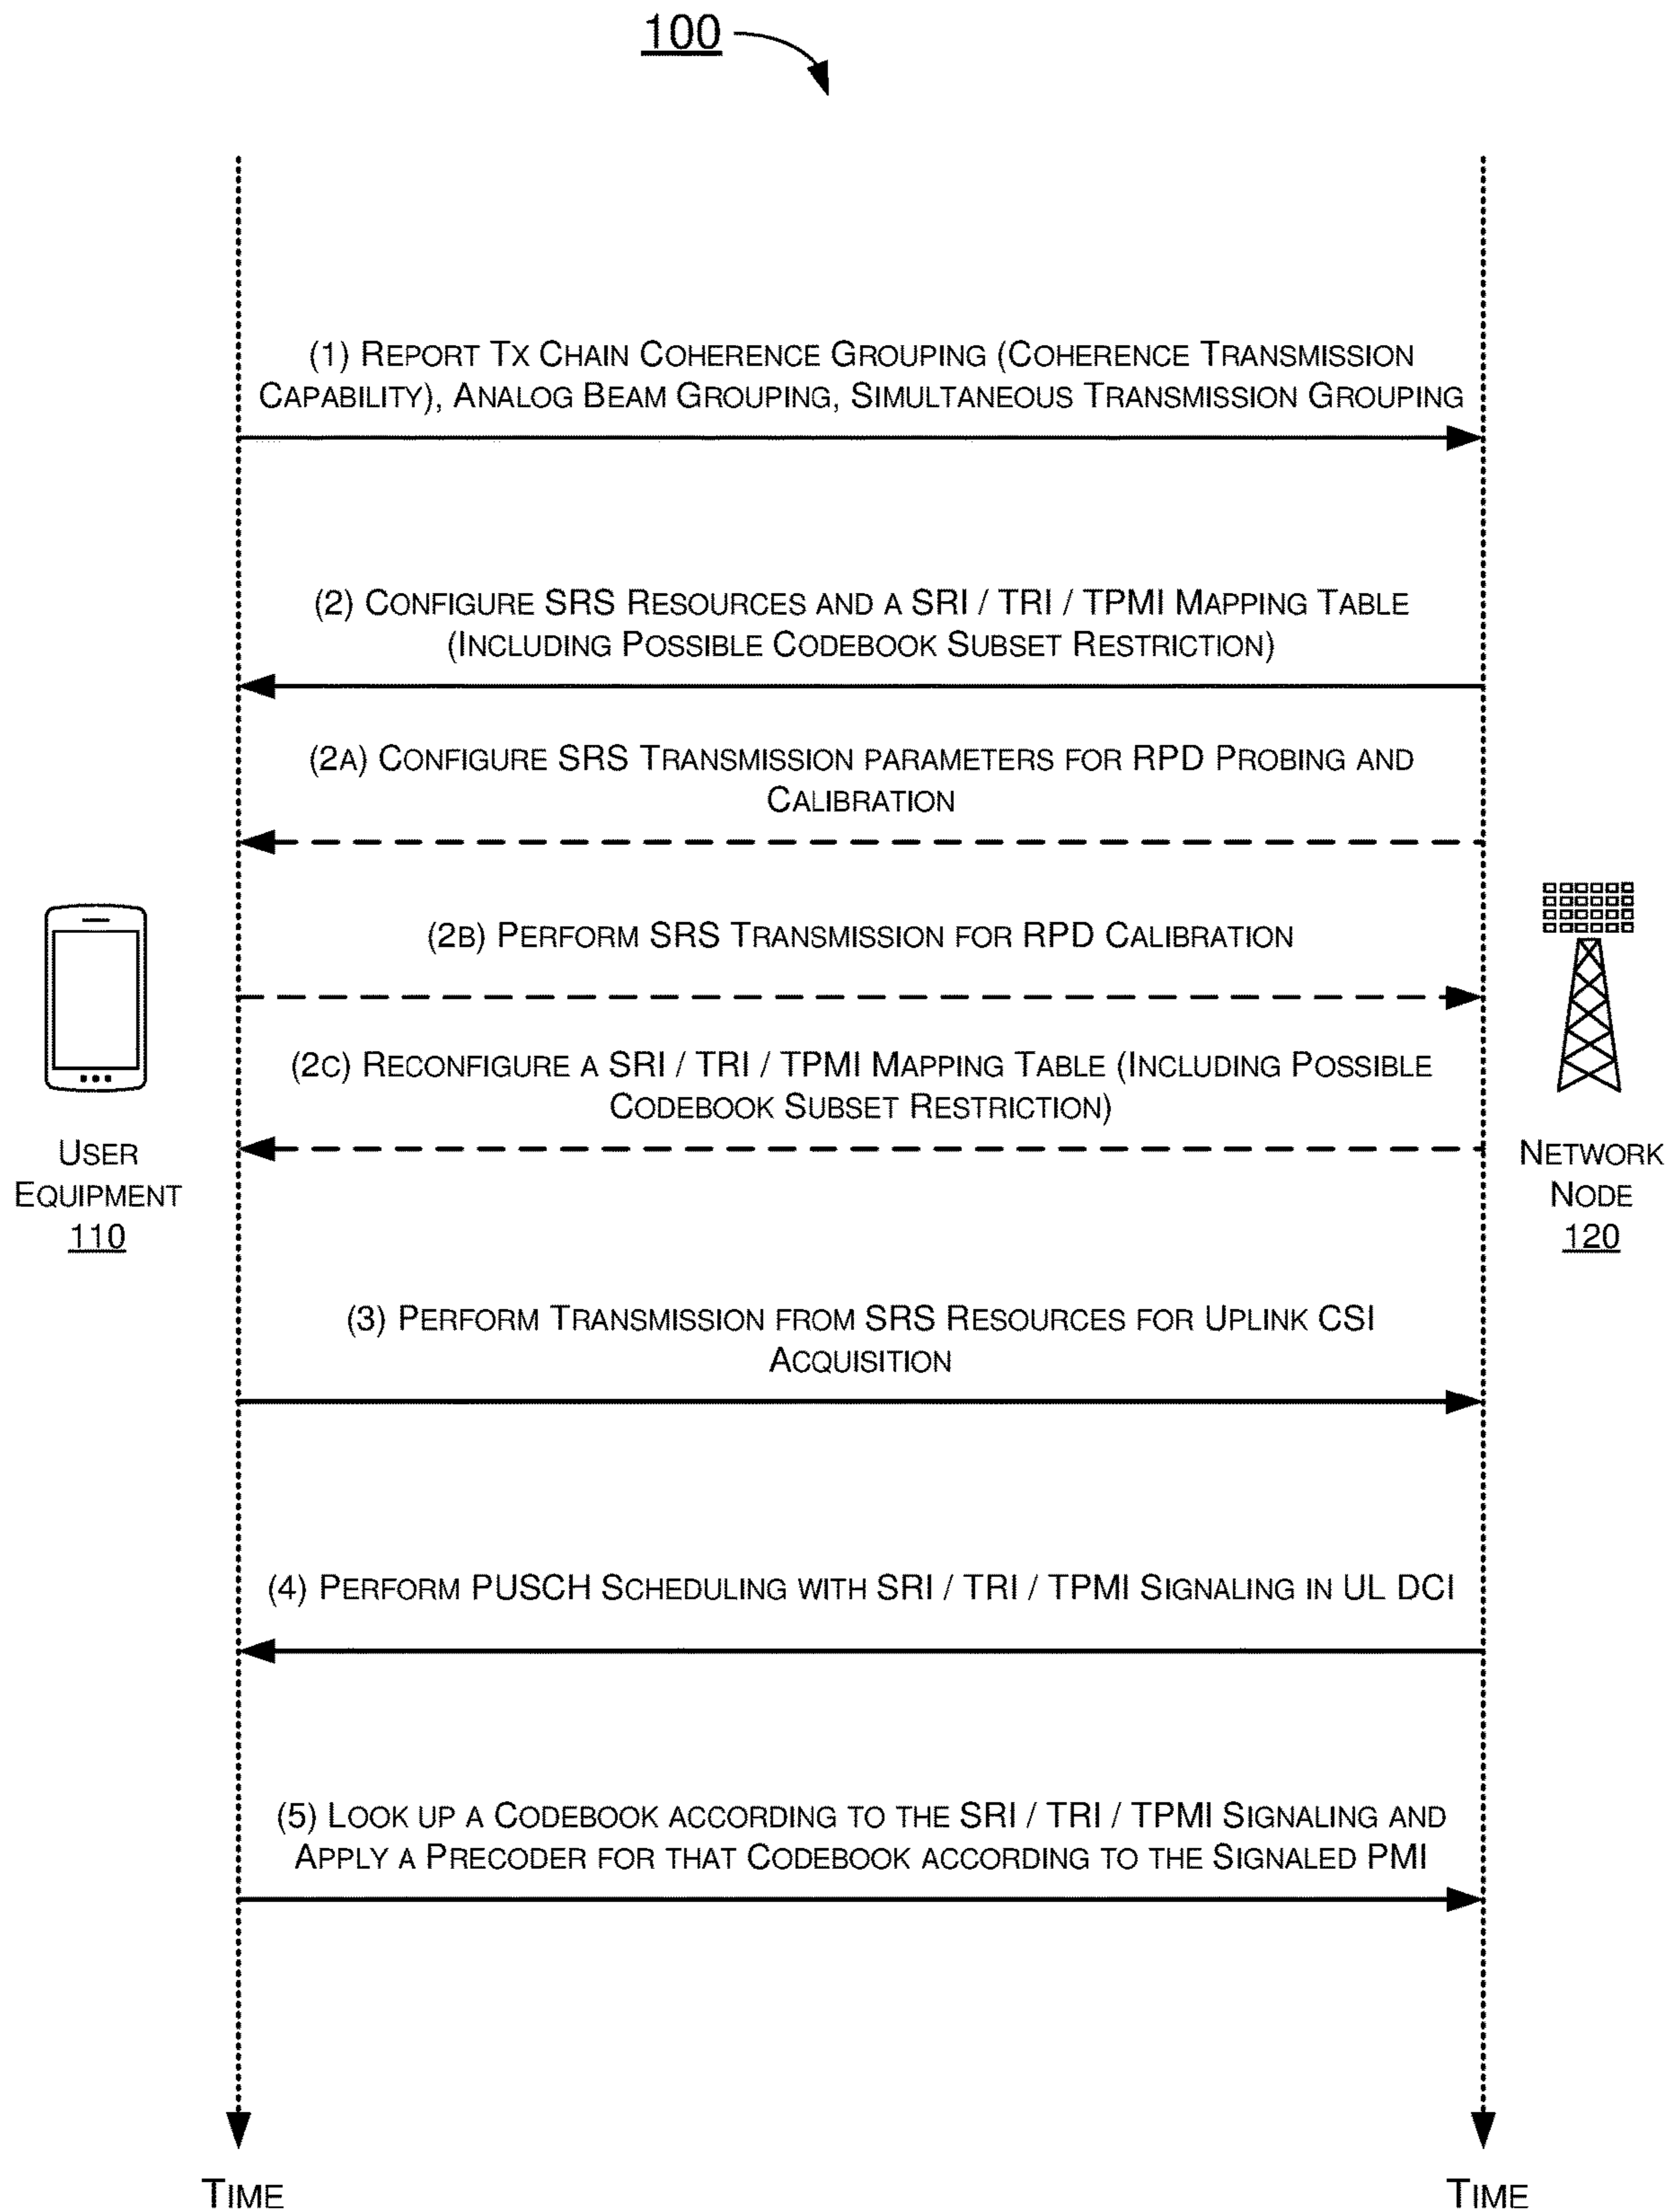 100
(1) REPORT TX CHAIN COHERENCE GROUPING (COHERENCE TRANSMISSION
CAPABILITY), ANALOG BEAM GROUPING, SIMULTANEOUS TRANSMISSION GROUPING
(2) CONFIGURE SRS RESOURCES AND A SRI / TRI / TPMI MAPPING TABLE
(INCLUDING POSSIBLE CODEBOOK SUBSET RESTRICTION)
(2A) CONFIGURE SRS TRANSMISSION PARAMETERS FOR RPD PROBING AND
CALIBRATION
(2B) PERFORM SRS TRANSMISSION FOR RPD CALIBRATION
(2C) RECONFIGURE A SRI / TRI / TPMI MAPPING TABLE (INCLUDING POSSIBLE
CODEBOOK SUBSET RESTRICTION)
USER
EQUIPMENT
110
NETWORK
NODE
120
(3) PERFORM TRANSMISSION FROM SRS RESOURCES FOR UPLINK CSI
ACQUISITION
(4) PERFORM PUSCH SCHEDULING WITH SRI / TRI / TPMI SIGNALING IN UL DCI
(5) LOOK UP A CODEBOOK ACCORDING TO THE SRI / TRI / TPMI SIGNALING AND
APPLY A PRECODER FOR THAT CODEBOOK ACCORDING TO THE SIGNALED PMI
TIME
TIME